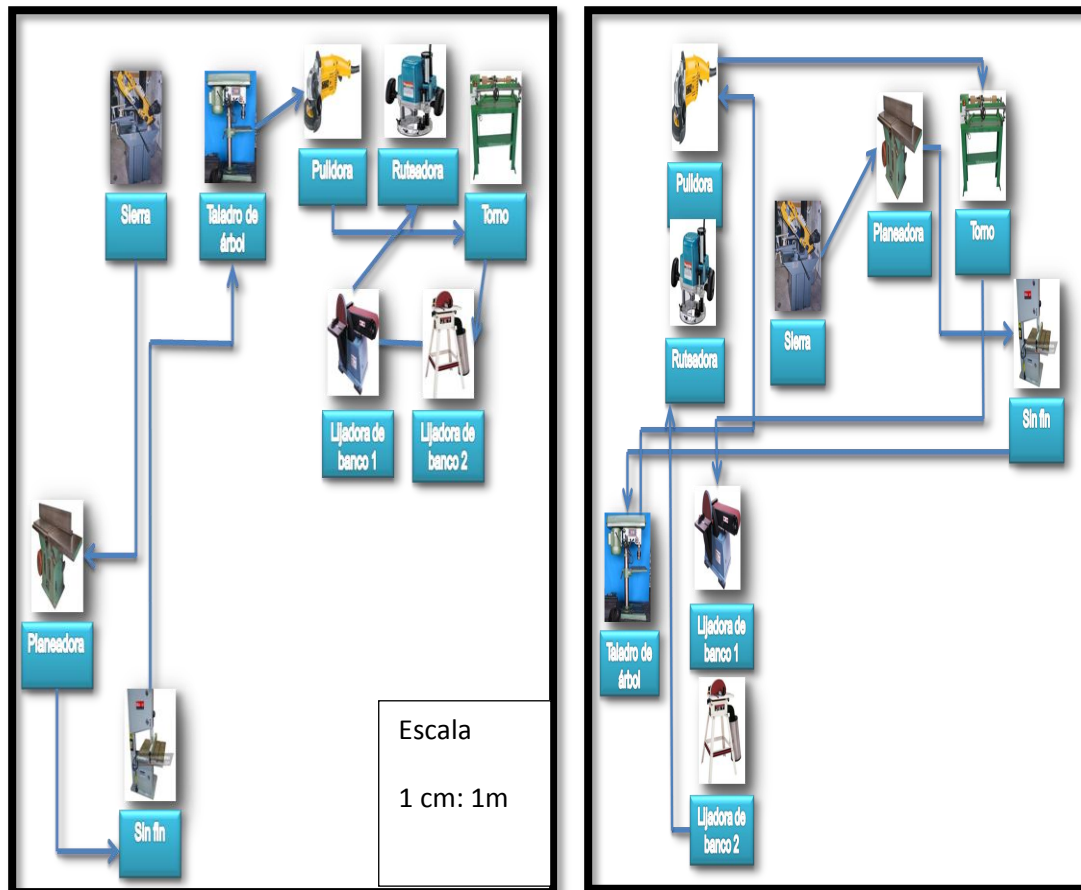 Sierra
Taladro de
árbol
Pulidora
Ruteadora
Torno
Lijadora de
banco 1
Lijadora de
banco 2
Planeadora
Sin fin
Escala
1 cm: 1m
Pulidora
Ruteadora
Sierra
Planeadora
Torno
Sin fin
Taladro de
árbol
Lijadora de
banco 1
Lijadora de
banco 2